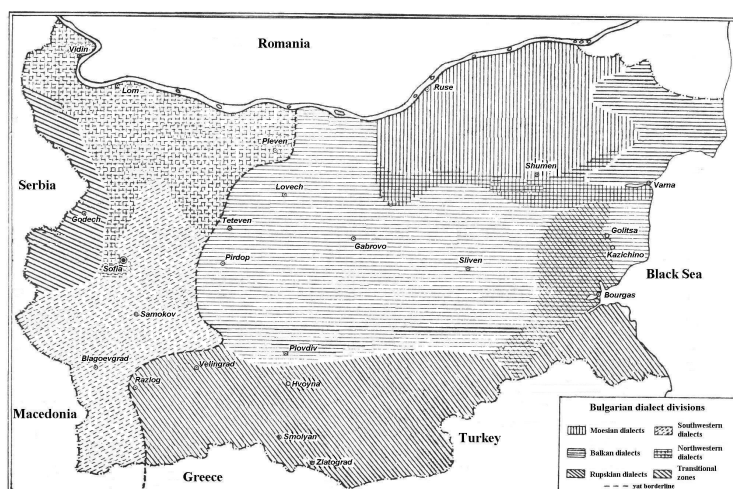 Romania
Vidin
Lom
Ruse
Pleven
Shumen
Serbia
Lovech
Varna
Godech
Teteven
Golitsa
Gabrovo
Sofia
Pirdop
Kazichino
Sliven
Black Sea
Bourgas
Samokov
Plovdiv
Blagoevgrad
Velingrad
Razlog
Hvoyna
Macedonia
Smolyan
Turkey
Zlatograd
Greece
Bulgarian dialect divisions
Moesian dialects
Southwestern
dialects
Balkan dialects
Northwestern
dialects
Rupskian dialects
Transitional
zones
yat borderline